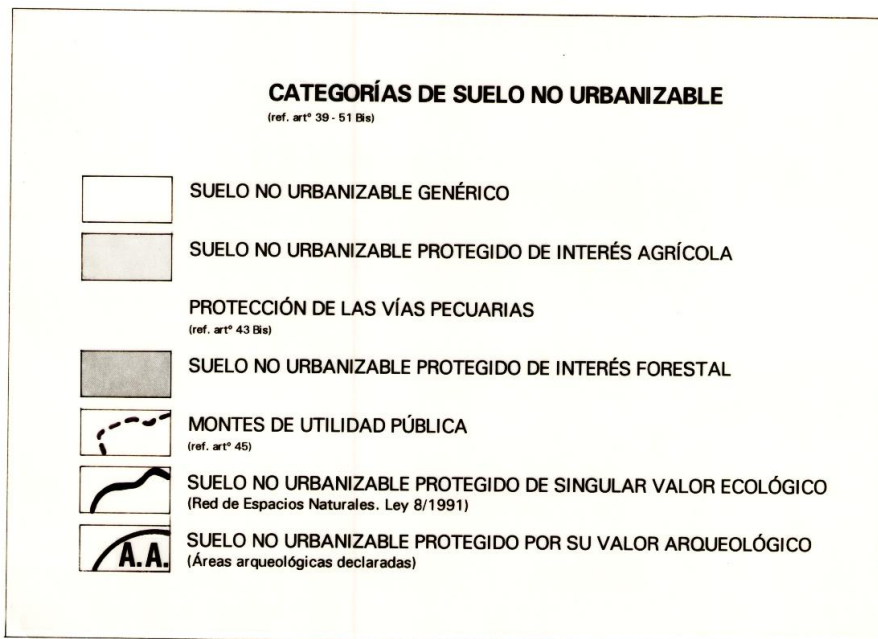 CATEGORÍAS DE SUELO NO URBANIZABLE
(ref. artº 39 - 51 Bis)
SUELO NO URBANIZABLE GENÉRICO
SUELO NO URBANIZABLE PROTEGIDO DE INTERÉS AGRÍCOLA
PROTECCIÓN DE LAS VÍAS PECUARIAS
(ref. artº 43 Bis)
SUELO NO URBANIZABLE PROTEGIDO DE INTERÉS FORESTAL
MONTES DE UTILIDAD PÚBLICA
(ref. artº 45)
SUELO NO URBANIZABLE PROTEGIDO DE SINGULAR VALOR ECOLÓGICO
(Red de Espacios Naturales. Ley 8/1991)
A.A.
SUELO NO URBANIZABLE PROTEGIDO POR SU VALOR ARQUEOLÓGICO
(Áreas arqueológicas declaradas)